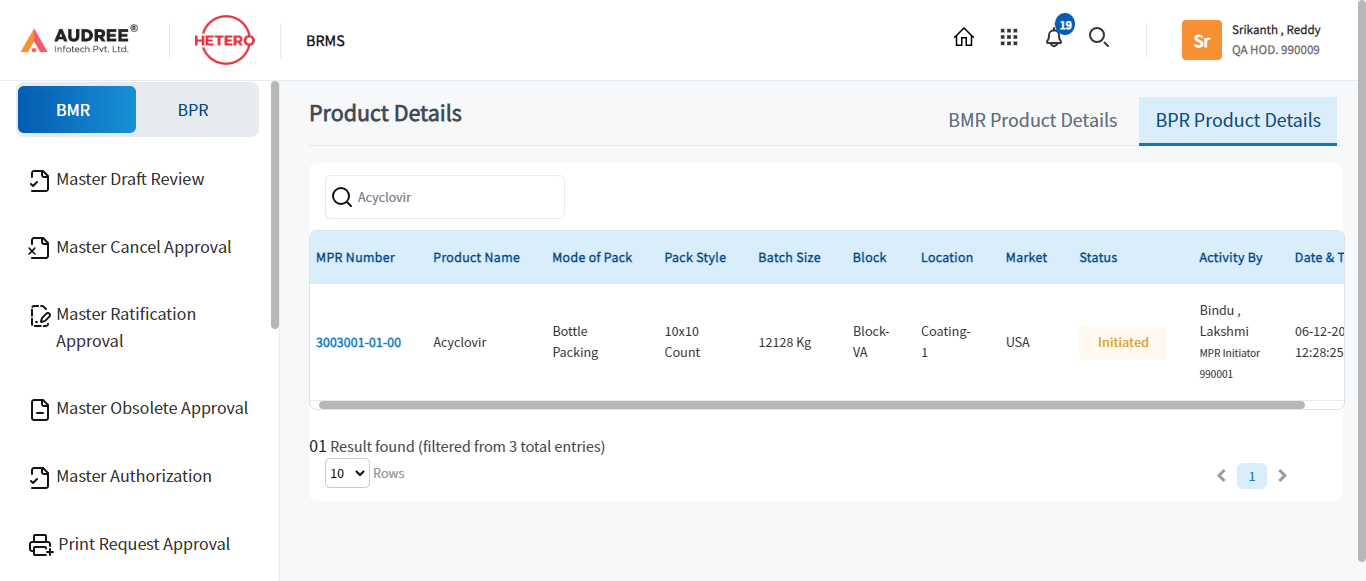 AUDREE®
Infotech Pvt. Ltd.
HETERO
BRMS
19
Sr
Srikanth , Reddy
QA HOD. 990009
BMR
BPR
Master Draft Review
Master Cancel Approval
Master Ratification
Approval
Master Obsolete Approval
Master Authorization
Print Request Approval
Product Details
BMR Product Details
BPR Product Details
Acyclovir
MPR Number Product Name Mode of Pack Pack Style Batch Size Block Location Market Status Activity By Date & T
3003001-01-00
Acyclovir
Bottle
Packing
10x10
Count
12128 Kg
Block-
VA
Coating-
1
USA
Initiated
Bindu ,
Lakshmi
MPR Initiator
990001
06-12-20
12:28:25
01 Result found (filtered from 3 total entries)
10 Rows
1